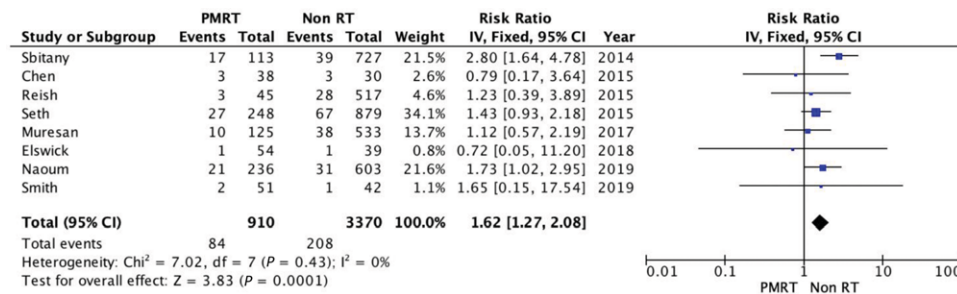 PMRT Non RT Risk Ratio Risk Ratio
Study or Subgroup Events Total Events Total Weight IV, Fixed, 95% CI Year IV, Fixed, 95% CI
Sbitany 17 113 39 727 21.5% 2.80 [1.64, 4.78] 2014
Chen 3 38 3 30 2.6% 0.79 [0.17, 3.64] 2015
Reish 3 45 28 517 4.6% 1.23 [0.39, 3.89] 2015
Seth 27 248 67 879 34.1% 1.43 [0.93, 2.18] 2015
Muresan 10 125 38 533 13.7% 1.12 [0.57, 2.19] 2017
Elswick 1 54 1 39 0.8% 0.72 [0.05, 11.20] 2018
Naoum 21 236 31 603 21.6% 1.73 [1.02, 2.95] 2019
Smith 2 51 1 42 1.1% 1.65 [0.15, 17.54] 2019
Total (95% CI) 910 3370 100.0% 1.62 [1.27, 2.08]
Total events 84 208
Heterogeneity: Chi² = 7.02, df = 7 (P = 0.43); I² = 0%
Test for overall effect: Z = 3.83 (P = 0.0001)
0.01 0.1 1 10 100
PMRT Non RT